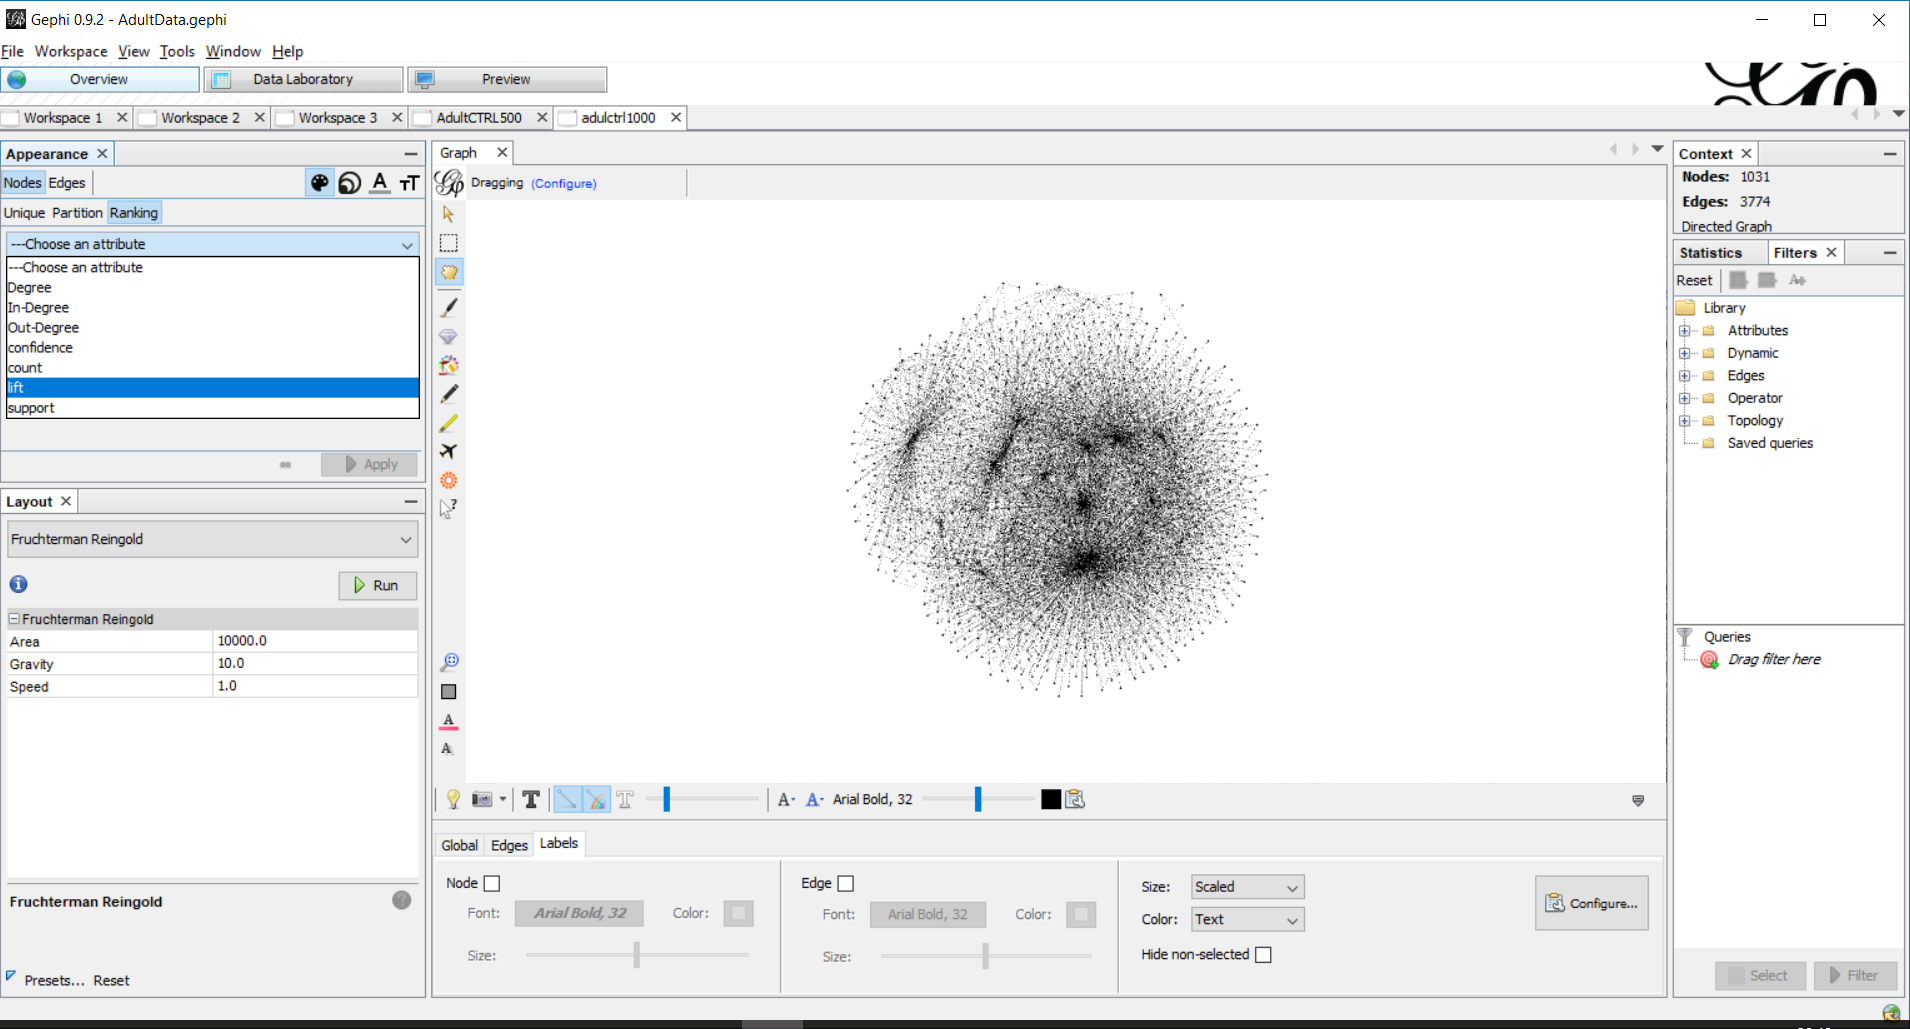 Gephi 0.9.2 - AdultData.gephi
File Workspace View Tools Window Help
Overview Data Laboratory Preview
Workspace 1 Workspace 2 Workspace 3 AdultCTRL500 adulctrl1000
Appearance
Nodes Edges
Unique Partition Ranking
---Choose an attribute
---Choose an attribute
Degree
In-Degree
Out-Degree
confidence
count
lift
support
Apply
Layout
Fruchterman Reingold
Run
Fruchterman Reingold
Area 10000.0
Gravity 10.0
Speed 1.0
Fruchterman Reingold
Presets... Reset
Graph
Dragging (Configure)
Arial Bold, 32
Global Edges Labels
Node
Font: Arial Bold, 32 Color:
Size:
Edge
Font: Arial Bold, 32 Color:
Size:
Size: Scaled
Color: Text
Hide non-selected
Configure...
Context
Nodes: 1031
Edges: 3774
Directed Graph
Statistics Filters
Reset
Library
Attributes
Dynamic
Edges
Operator
Topology
Saved queries
Queries
Drag filter here
Select Filter